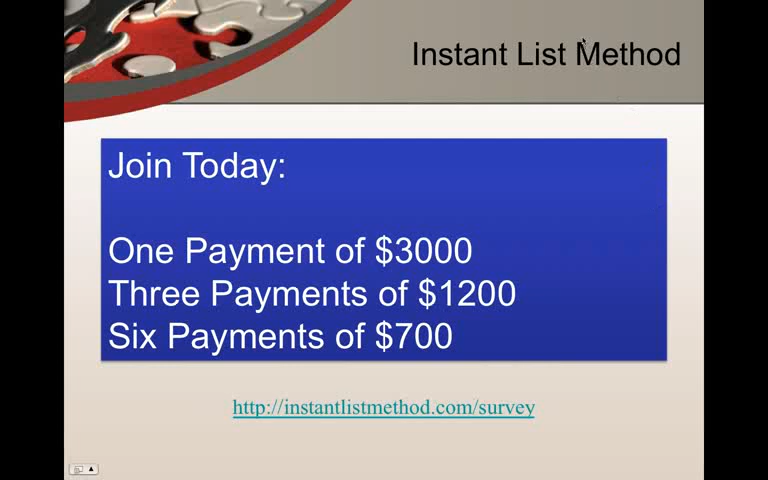 Instant List Method
Join Today:
One Payment of $3000
Three Payments of $1200
Six Payments of $700
http://instantlistmethod.com/survey